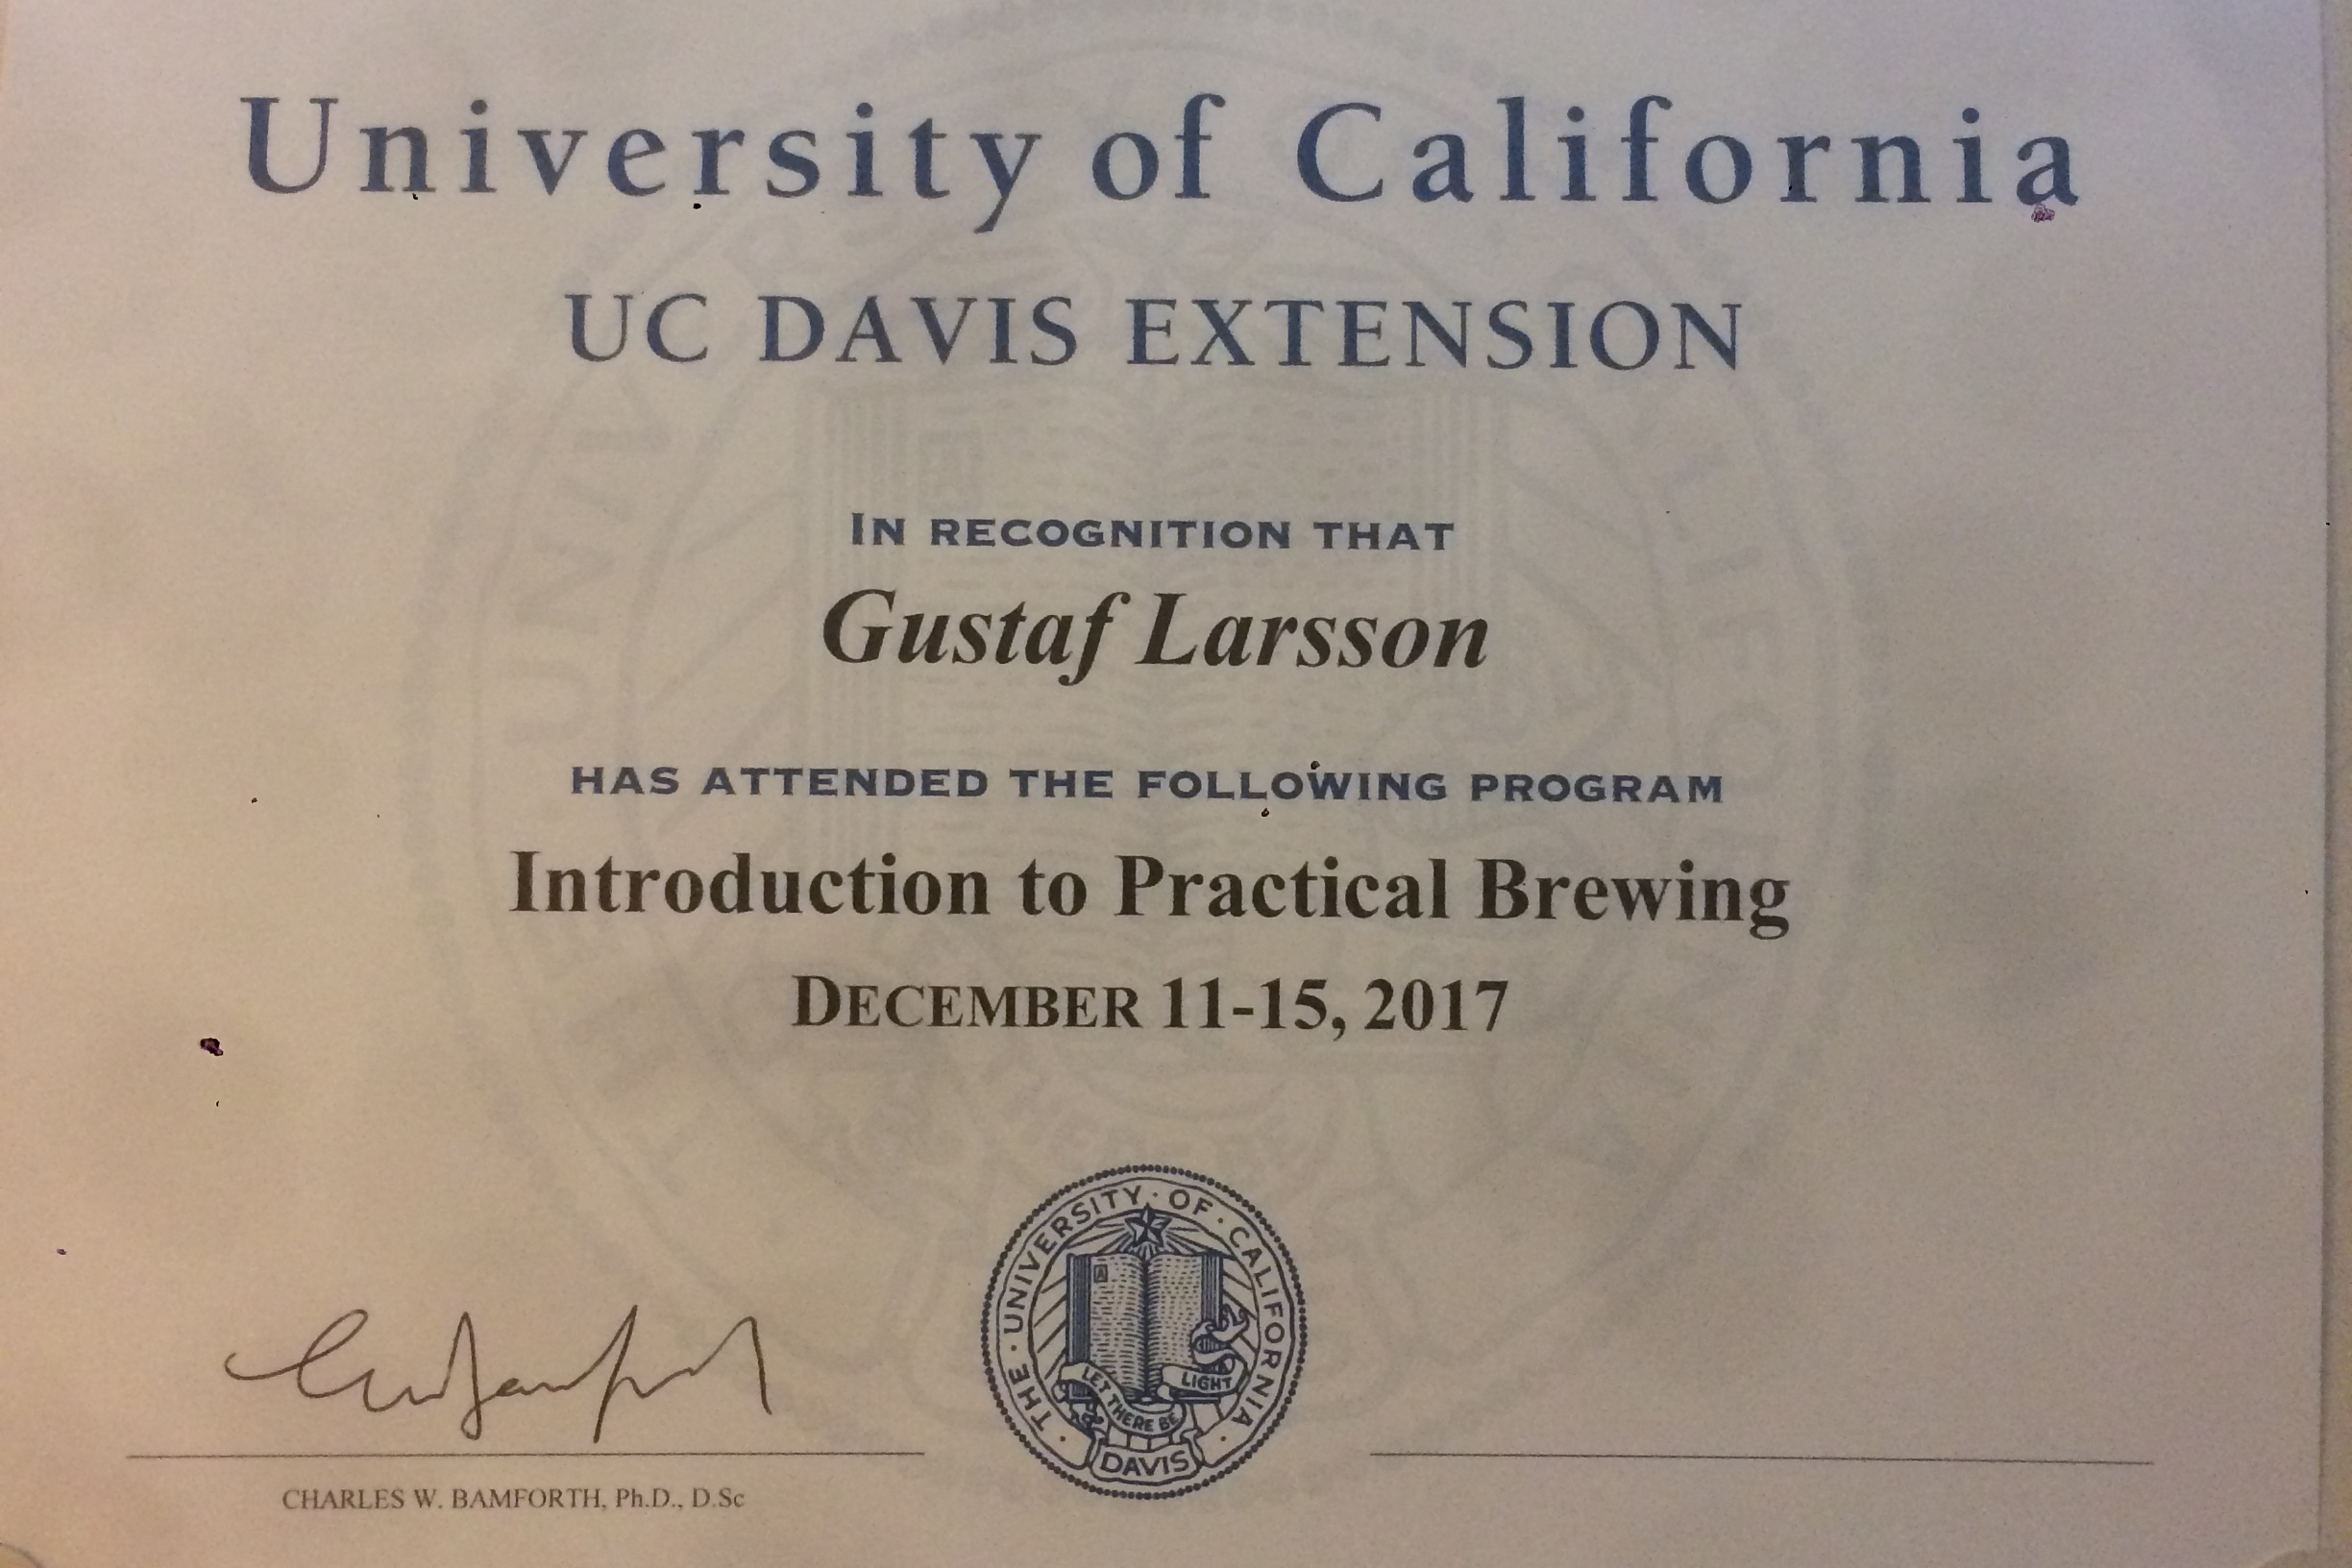 University of California
UC DAVIS EXTENSION
IN RECOGNITION THAT
Gustaf Larsson
HAS ATTENDED THE FOLLOWING PROGRAM
Introduction to Practical Brewing
DECEMBER 11-15, 2017
THE · UNIVERSITY · OF · CALIFORNIA ·
A
LET THERE BE LIGHT
DAVIS
CHARLES W. BAMFORTH, Ph.D., D.Sc